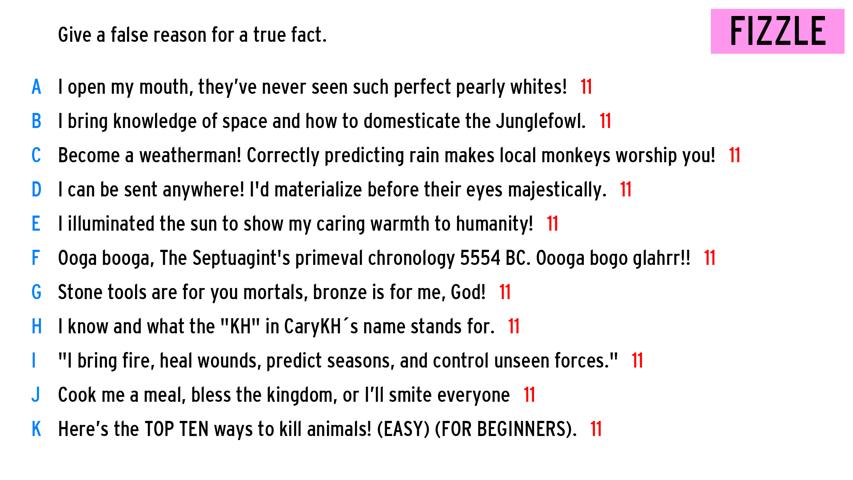 Give a false reason for a true fact.
FIZZLE
A I open my mouth, they’ve never seen such perfect pearly whites! 11
B I bring knowledge of space and how to domesticate the Junglefowl. 11
C Become a weatherman! Correctly predicting rain makes local monkeys worship you! 11
D I can be sent anywhere! I'd materialize before their eyes majestically. 11
E I illuminated the sun to show my caring warmth to humanity! 11
F Ooga booga, The Septuagint's primeval chronology 5554 BC. Oooga bogo glahrr!! 11
G Stone tools are for you mortals, bronze is for me, God! 11
H I know and what the "KH" in CaryKH´s name stands for. 11
I "I bring fire, heal wounds, predict seasons, and control unseen forces." 11
J Cook me a meal, bless the kingdom, or I’ll smite everyone 11
K Here’s the TOP TEN ways to kill animals! (EASY) (FOR BEGINNERS). 11